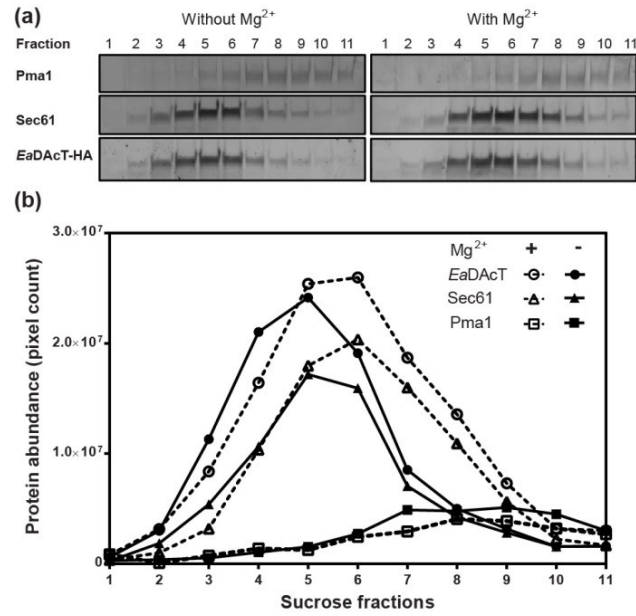 (a)
Without Mg²⁺ With Mg²⁺
Fraction 1 2 3 4 5 6 7 8 9 10 11 1 2 3 4 5 6 7 8 9 10 11
Pma1
Sec61
EaDAcT-HA
(b)
Protein abundance (pixel count)
3.0×10⁷
2.0×10⁷
1.0×10⁷
0
Mg²⁺ + -
EaDAcT
Sec61
Pma1
1 2 3 4 5 6 7 8 9 10 11
Sucrose fractions